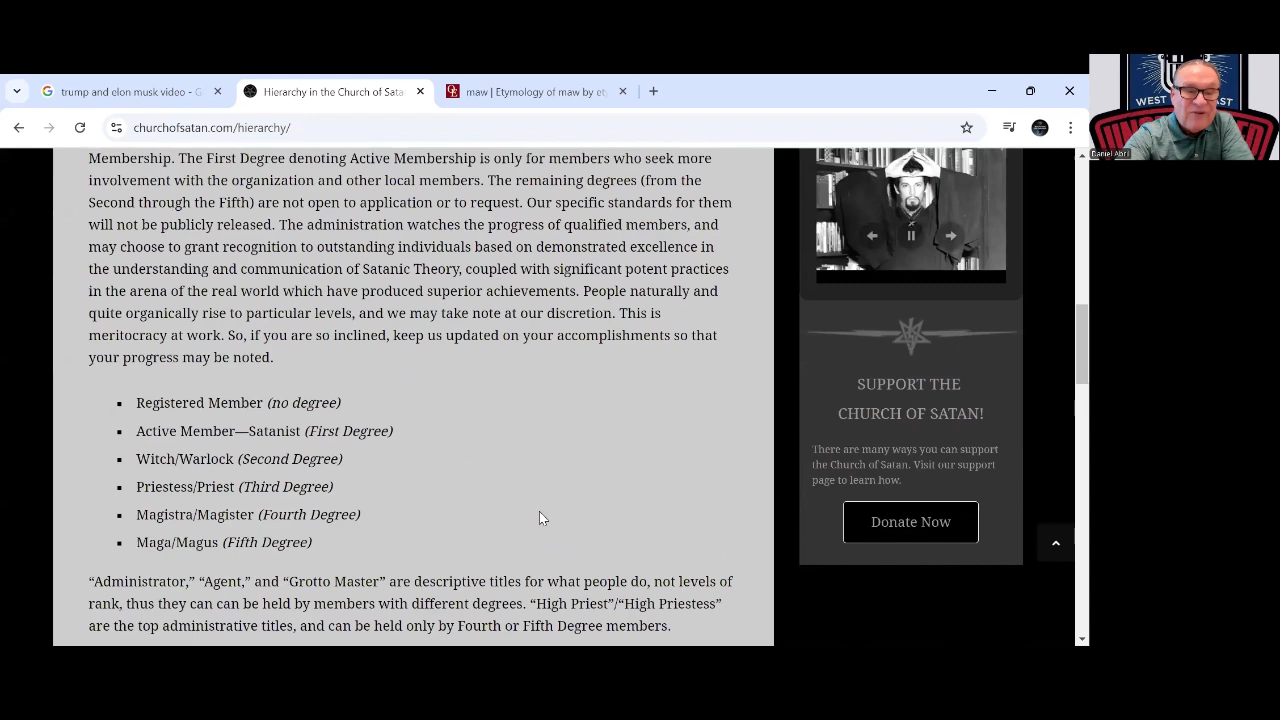 trump and elon musk video - G
Hierarchy in the Church of Sata
maw | Etymology of maw by ety
churchofsatan.com/hierarchy/
WEST
Daniel Abril
Membership. The First Degree denoting Active Membership is only for members who seek more
involvement with the organization and other local members. The remaining degrees (from the
Second through the Fifth) are not open to application or to request. Our specific standards for them
will not be publicly released. The administration watches the progress of qualified members, and
may choose to grant recognition to outstanding individuals based on demonstrated excellence in
the understanding and communication of Satanic Theory, coupled with significant potent practices
in the arena of the real world which have produced superior achievements. People naturally and
quite organically rise to particular levels, and we may take note at our discretion. This is
meritocracy at work. So, if you are so inclined, keep us updated on your accomplishments so that
your progress may be noted.
▪ Registered Member (no degree)
▪ Active Member—Satanist (First Degree)
▪ Witch/Warlock (Second Degree)
▪ Priestess/Priest (Third Degree)
▪ Magistra/Magister (Fourth Degree)
▪ Maga/Magus (Fifth Degree)
“Administrator,” “Agent,” and “Grotto Master” are descriptive titles for what people do, not levels of
rank, thus they can can be held by members with different degrees. “High Priest”/“High Priestess”
are the top administrative titles, and can be held only by Fourth or Fifth Degree members.
SUPPORT THE
CHURCH OF SATAN!
There are many ways you can support
the Church of Satan. Visit our support
page to learn how.
Donate Now